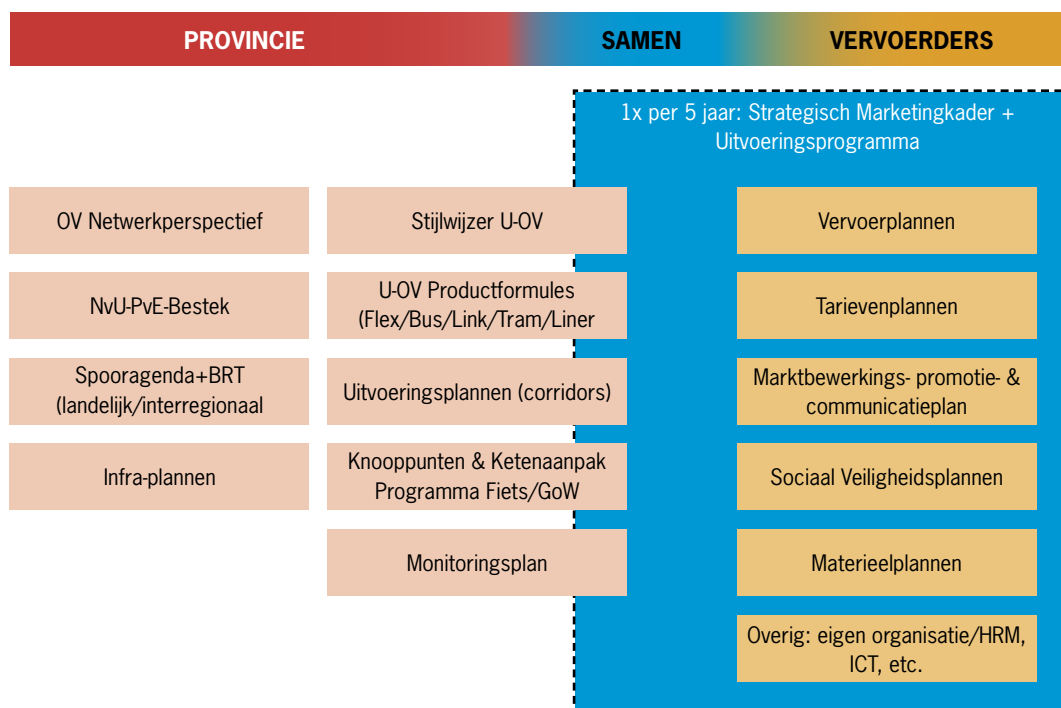 PROVINCIE
SAMEN
VERVOERDERS
1x per 5 jaar: Strategisch Marketingkader +
Uitvoeringsprogramma
OV Netwerkperspectief
NvU-PvE-Bestek
Spooragenda+BRT
(landelijk/interregionaal
Infra-plannen
Stijlwijzer U-OV
U-OV Productformules
(Flex/Bus/Link/Tram/Liner
Uitvoeringsplannen (corridors)
Knooppunten & Ketenaanpak
Programma Fiets/GoW
Monitoringsplan
Vervoerplannen
Tarievenplannen
Marktbewerkings- promotie- &
communicatieplan
Sociaal Veiligheidsplannen
Materieelplannen
Overig: eigen organisatie/HRM,
ICT, etc.